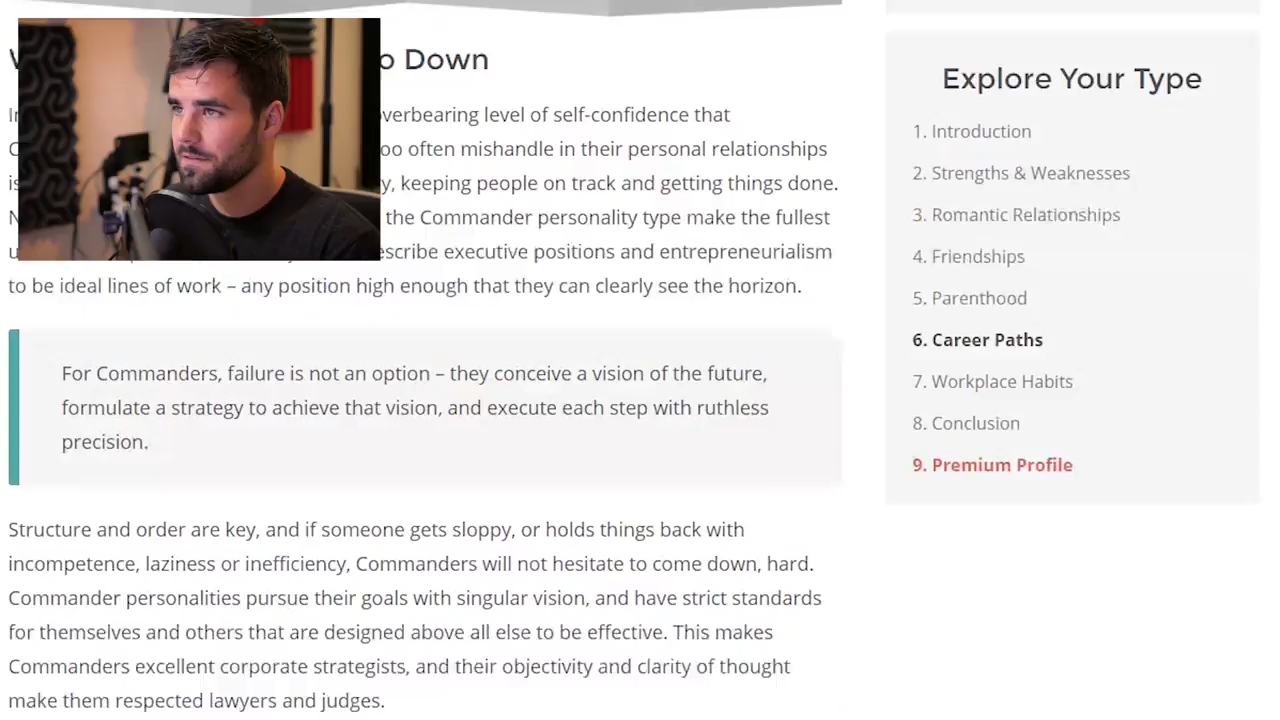 o Down
overbearing level of self-confidence that
too often mishandle in their personal relationships
y, keeping people on track and getting things done.
the Commander personality type make the fullest
escribe executive positions and entrepreneurialism
to be ideal lines of work – any position high enough that they can clearly see the horizon.
For Commanders, failure is not an option – they conceive a vision of the future,
formulate a strategy to achieve that vision, and execute each step with ruthless
precision.
Structure and order are key, and if someone gets sloppy, or holds things back with
incompetence, laziness or inefficiency, Commanders will not hesitate to come down, hard.
Commander personalities pursue their goals with singular vision, and have strict standards
for themselves and others that are designed above all else to be effective. This makes
Commanders excellent corporate strategists, and their objectivity and clarity of thought
make them respected lawyers and judges.
Explore Your Type
1. Introduction
2. Strengths & Weaknesses
3. Romantic Relationships
4. Friendships
5. Parenthood
6. Career Paths
7. Workplace Habits
8. Conclusion
9. Premium Profile